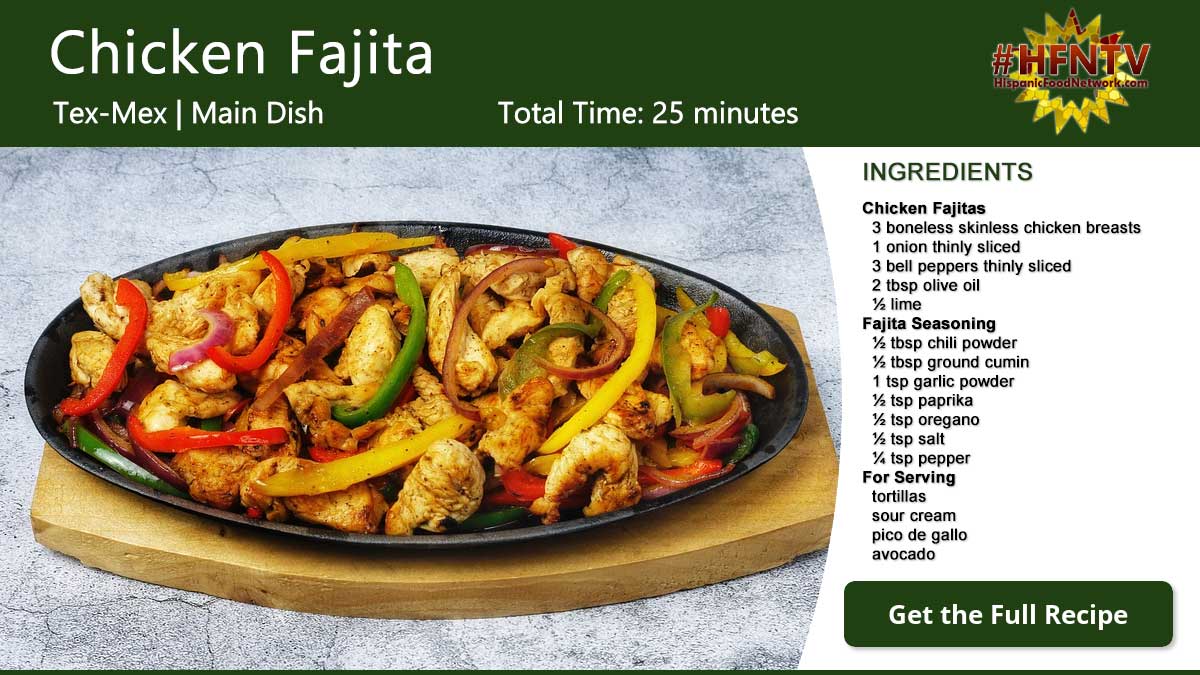 Chicken Fajita
Tex-Mex | Main Dish
Total Time: 25 minutes
#HFNTV
HispanicFoodNetwork.com
INGREDIENTS
Chicken Fajitas
3 boneless skinless chicken breasts
1 onion thinly sliced
3 bell peppers thinly sliced
2 tbsp olive oil
½ lime
Fajita Seasoning
½ tbsp chili powder
½ tbsp ground cumin
1 tsp garlic powder
½ tsp paprika
½ tsp oregano
½ tsp salt
¼ tsp pepper
For Serving
tortillas
sour cream
pico de gallo
avocado
Get the Full Recipe